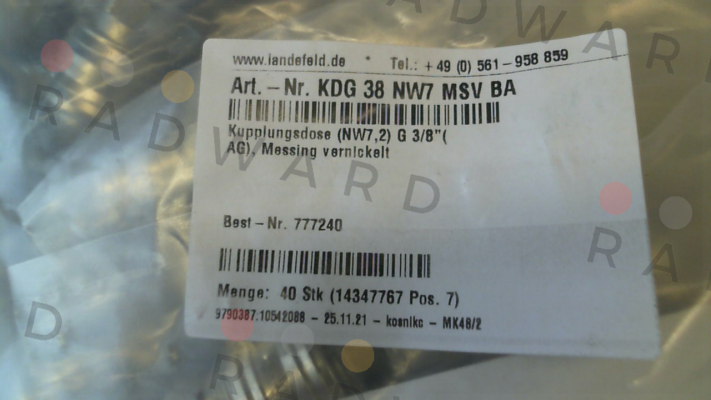 www.landefeld.de * Tel.: +49 (0) 561-958 859
Art.-Nr. KDG 38 NW7 MSV BA
Kupplungsdose (NW7,2) G 3/8"(
AG), Messing vernickelt
Best-Nr. 777240
Menge: 40 Stk (14347767 Pos. 7)
9790387.10542088 - 25.11.21 - kosnikc - MK48/2
RADWARD
RADWARD
RADWARD